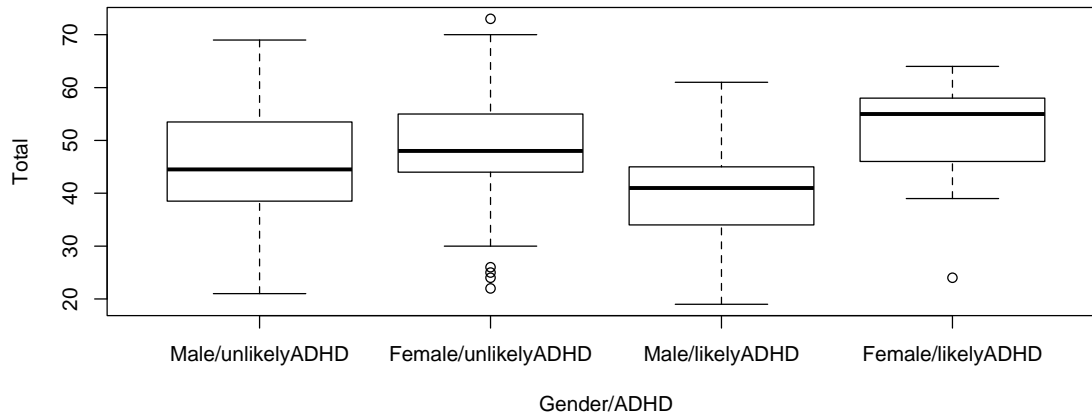 Total
70
60
50
40
30
20
Male/unlikelyADHD Female/unlikelyADHD Male/likelyADHD Female/likelyADHD
Gender/ADHD